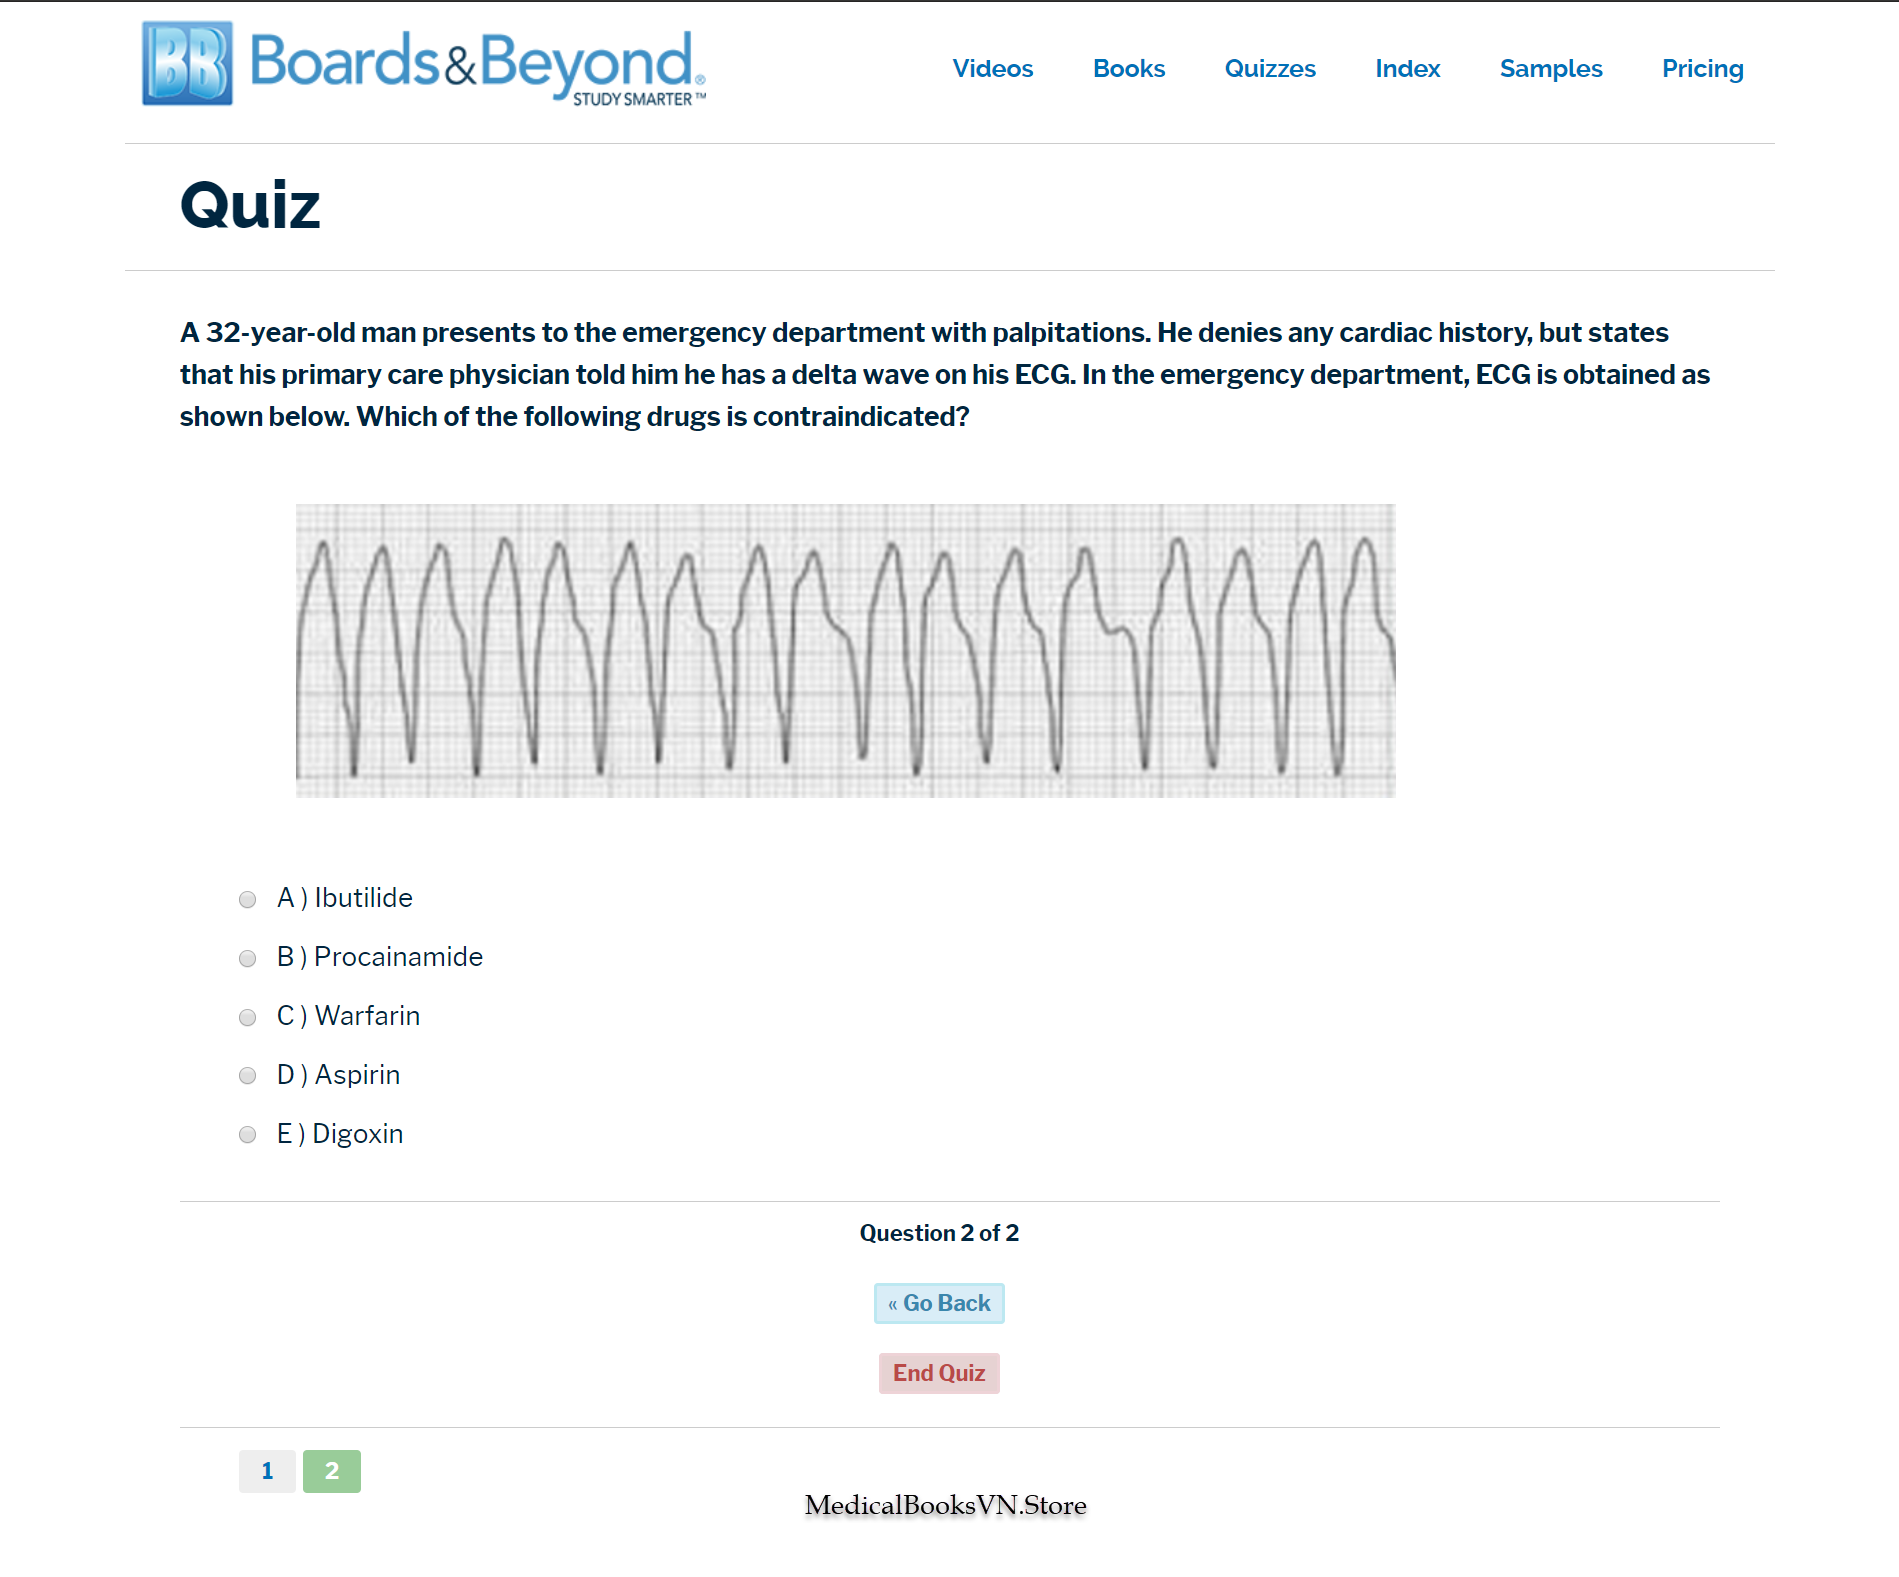 BB Boards&Beyond®
STUDY SMARTER™
Videos Books Quizzes Index Samples Pricing
Quiz
A 32-year-old man presents to the emergency department with palpitations. He denies any cardiac history, but states
that his primary care physician told him he has a delta wave on his ECG. In the emergency department, ECG is obtained as
shown below. Which of the following drugs is contraindicated?
A ) Ibutilide
B ) Procainamide
C ) Warfarin
D ) Aspirin
E ) Digoxin
Question 2 of 2
« Go Back
End Quiz
1 2
MedicalBooksVN.Store